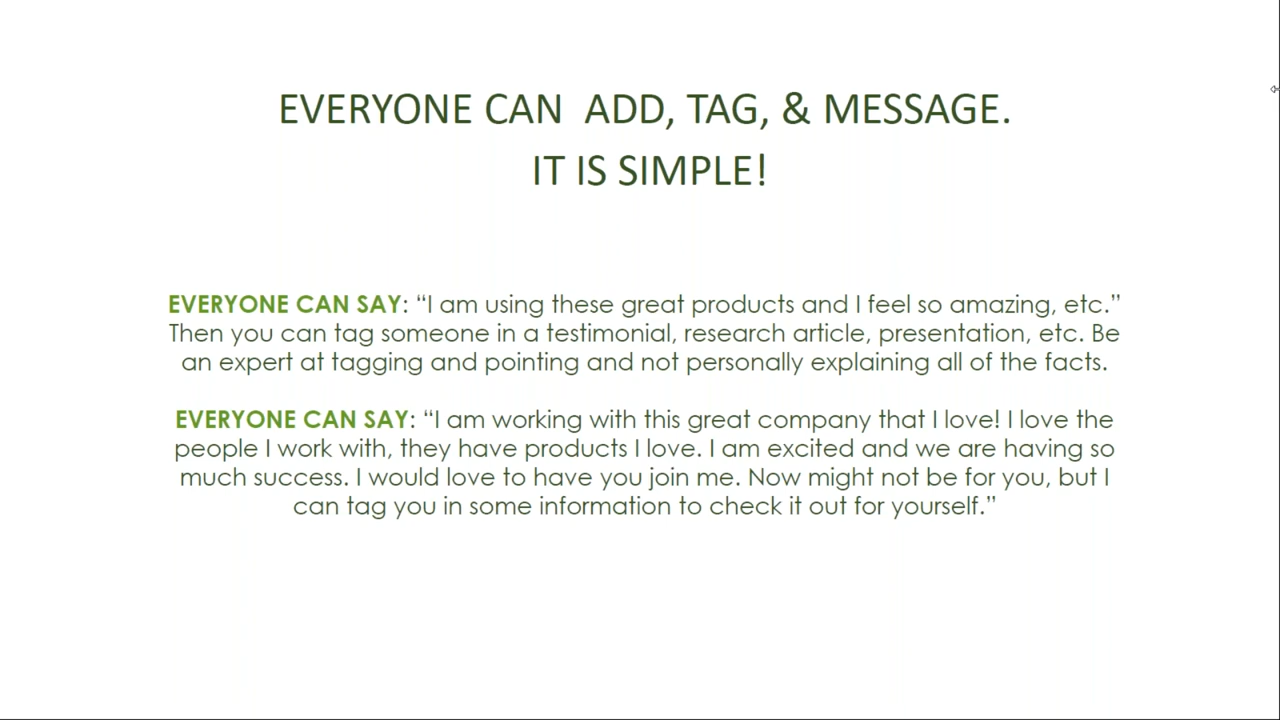 EVERYONE CAN  ADD, TAG, & MESSAGE.
IT IS SIMPLE!
EVERYONE CAN SAY: “I am using these great products and I feel so amazing, etc.”
Then you can tag someone in a testimonial, research article, presentation, etc. Be
an expert at tagging and pointing and not personally explaining all of the facts.
EVERYONE CAN SAY: “I am working with this great company that I love! I love the
people I work with, they have products I love. I am excited and we are having so
much success. I would love to have you join me. Now might not be for you, but I
can tag you in some information to check it out for yourself.”